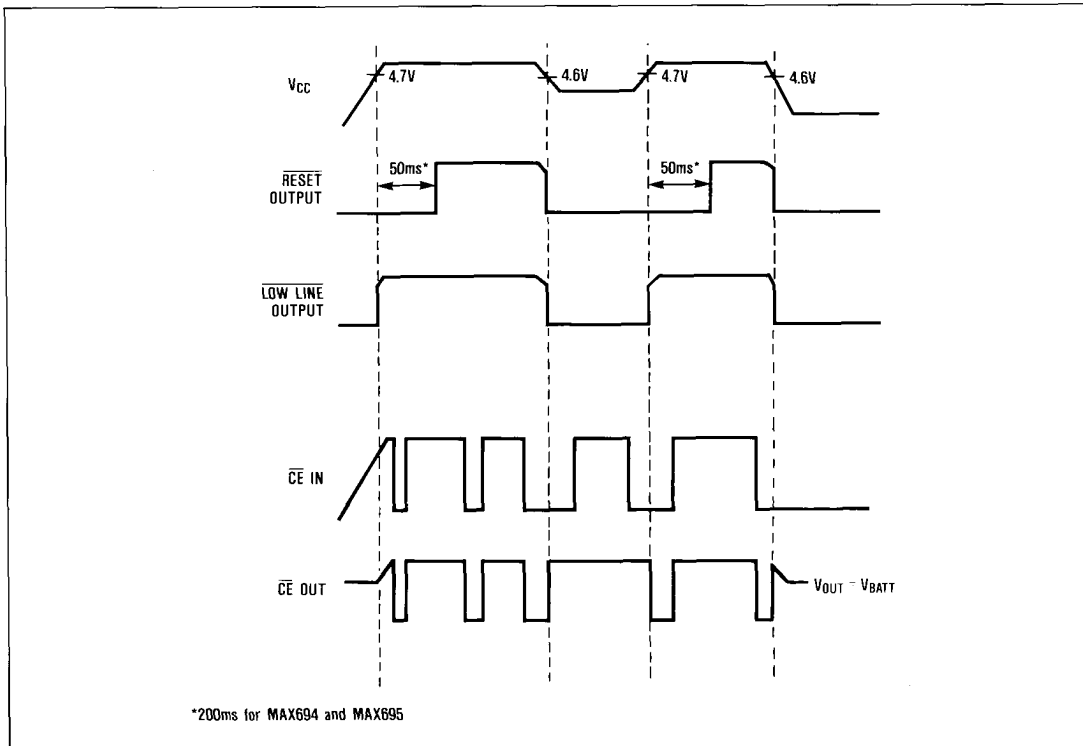 4.7V 4.6V 4.7V 4.6V
VCC
50ms* 50ms*
RESET
OUTPUT
LOW LINE
OUTPUT
CE IN
CE OUT
VOUT = VBATT
*200ms for MAX694 and MAX695